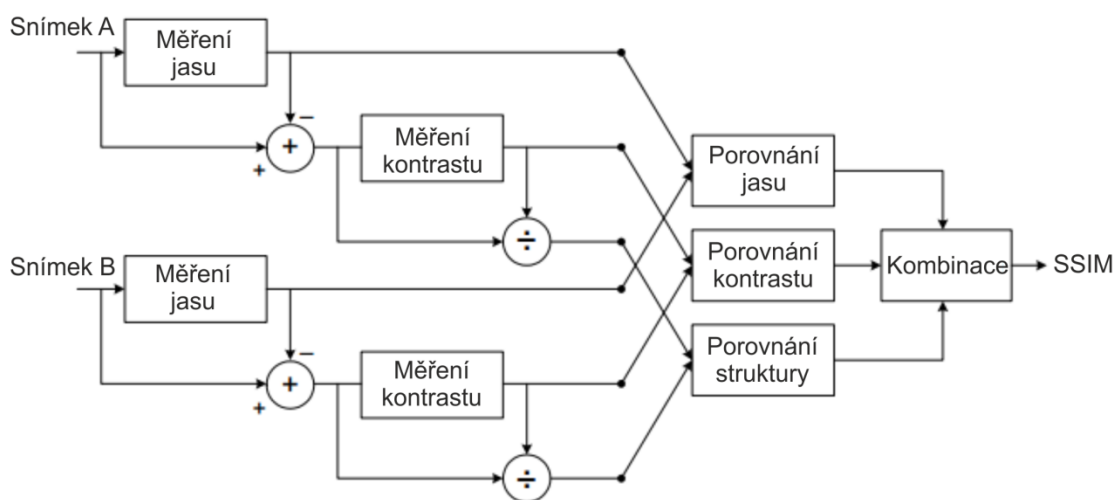 Snímek A
Měření
jasu
−
+
+
Měření
kontrastu
÷
Snímek B
Měření
jasu
−
+
+
Měření
kontrastu
÷
Porovnání
jasu
Porovnání
kontrastu
Porovnání
struktury
Kombinace
SSIM